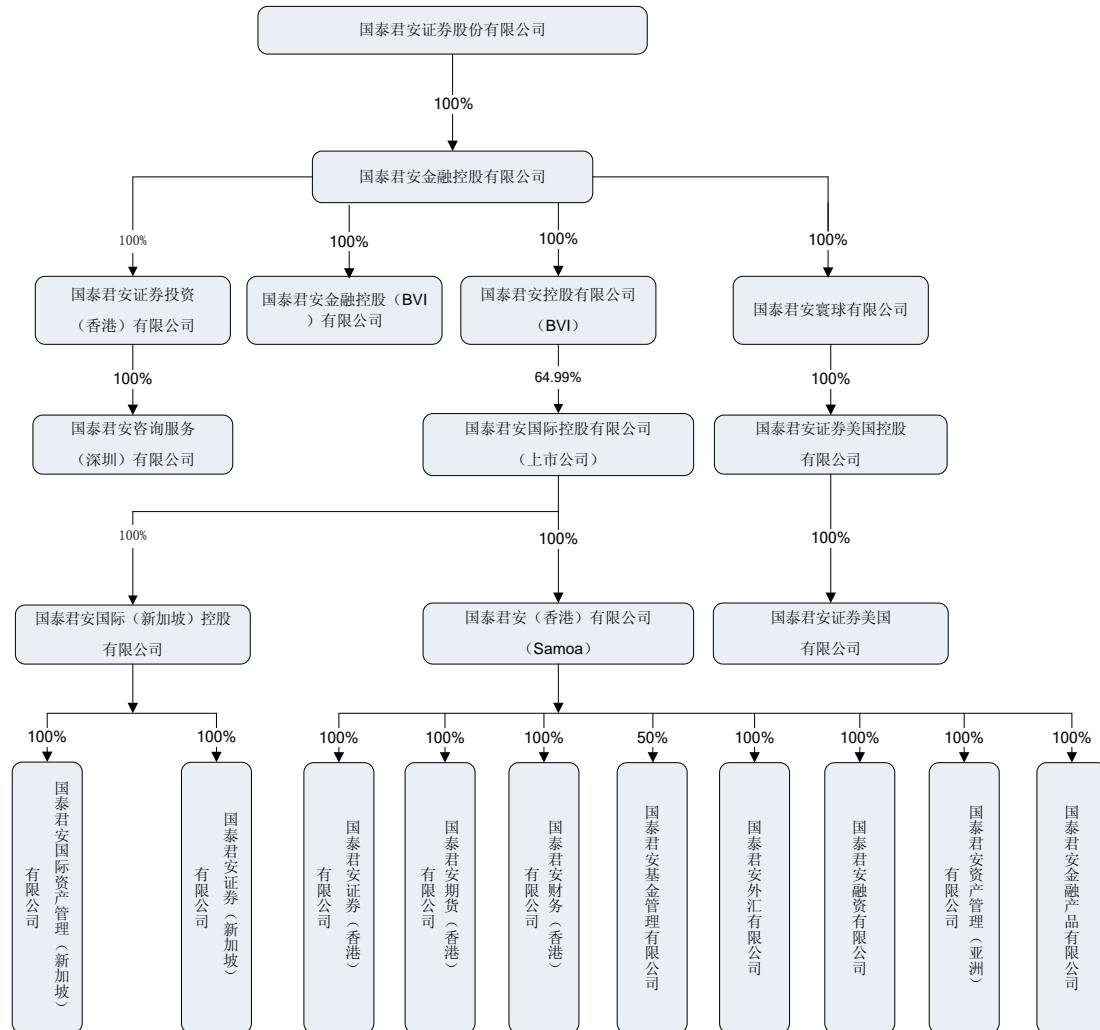 国泰君安证券股份有限公司
100%
国泰君安金融控股有限公司
100%
100%
100%
100%
国泰君安证券投资
（香港）有限公司
国泰君安金融控股（BVI
）有限公司
国泰君安控股有限公司
（BVI）
国泰君安寰球有限公司
100%
64.99%
100%
国泰君安咨询服务
（深圳）有限公司
国泰君安国际控股有限公司
（上市公司）
国泰君安证券美国控股
有限公司
100%
100%
100%
国泰君安国际（新加坡）控股
有限公司
国泰君安（香港）有限公司
（Samoa）
国泰君安证券美国
有限公司
100%
100%
100%
100%
100%
50%
100%
100%
100%
100%
国泰君安国际资产管理（新加坡）
有限公司
国泰君安证券（新加坡）
有限公司
国泰君安证券（香港）
有限公司
国泰君安期货（香港）
有限公司
国泰君安财务（香港）
有限公司
国泰君安基金管理有限公司
国泰君安外汇有限公司
国泰君安融资有限公司
国泰君安资产管理（亚洲）
有限公司
国泰君安金融产品有限公司